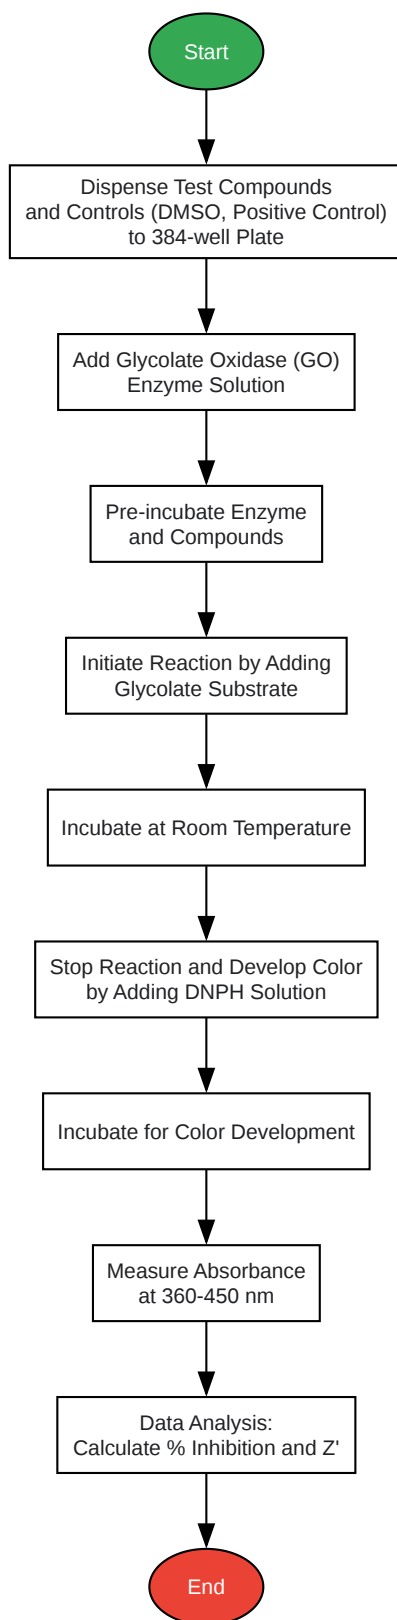 Start
Dispense Test Compounds
and Controls (DMSO, Positive Control)
to 384-well Plate
Add Glycolate Oxidase (GO)
Enzyme Solution
Pre-incubate Enzyme
and Compounds
Initiate Reaction by Adding
Glycolate Substrate
Incubate at Room Temperature
Stop Reaction and Develop Color
by Adding DNPH Solution
Incubate for Color Development
Measure Absorbance
at 360-450 nm
Data Analysis:
Calculate % Inhibition and Z'
End